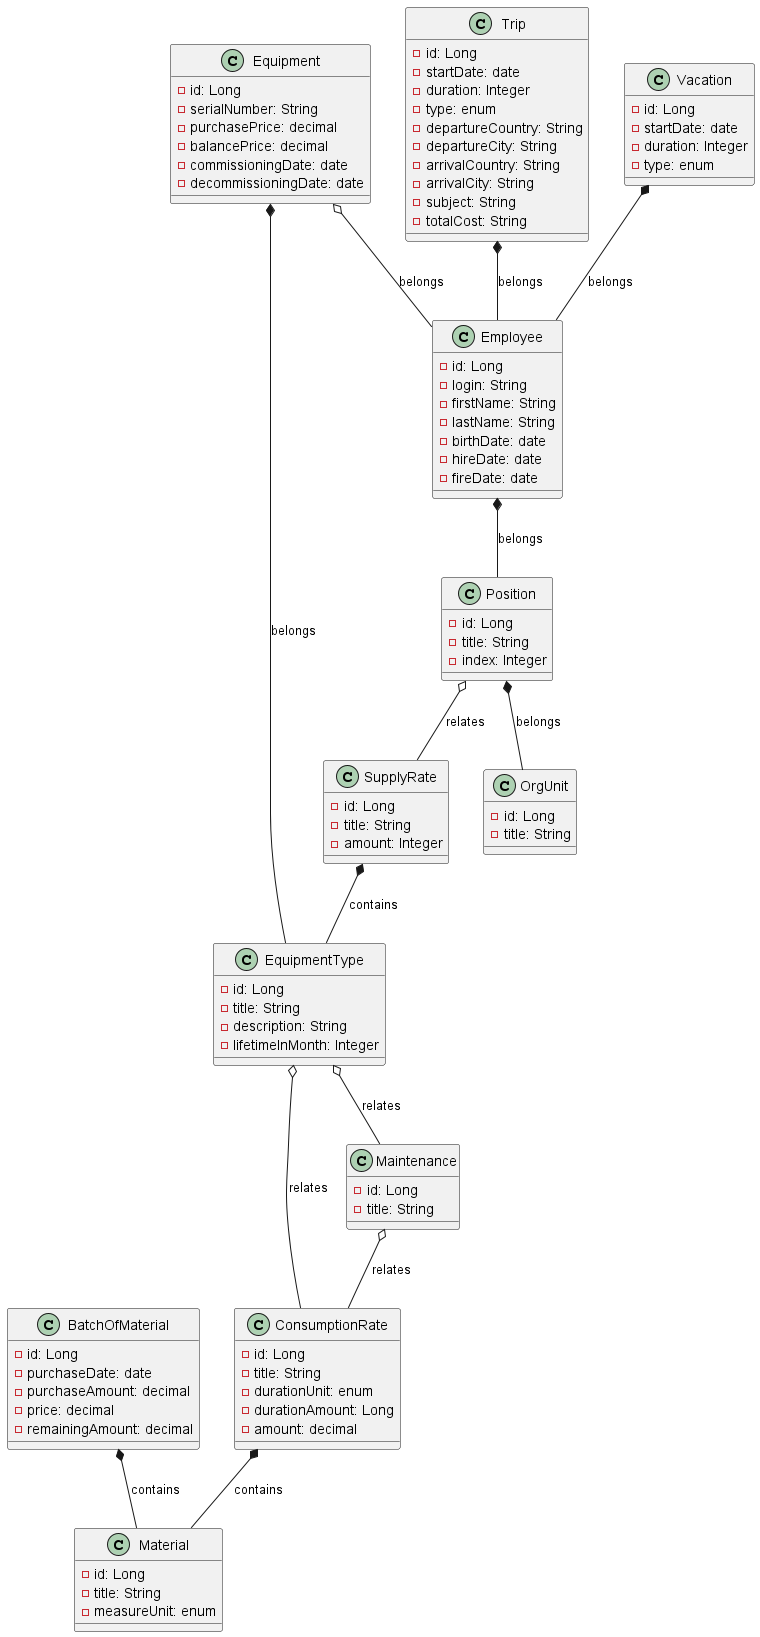 Trip
id: Long
startDate: date
duration: Integer
type: enum
departureCountry: String
departureCity: String
arrivalCountry: String
arrivalCity: String
subject: String
totalCost: String
Equipment
id: Long
serialNumber: String
purchasePrice: decimal
balancePrice: decimal
commissioningDate: date
decommissioningDate: date
Vacation
id: Long
startDate: date
duration: Integer
type: enum
belongs
belongs
belongs
Employee
id: Long
login: String
firstName: String
lastName: String
birthDate: date
hireDate: date
fireDate: date
belongs
Position
id: Long
title: String
index: Integer
belongs
relates
belongs
SupplyRate
id: Long
title: String
amount: Integer
OrgUnit
id: Long
title: String
contains
EquipmentType
id: Long
title: String
description: String
lifetimeInMonth: Integer
relates
Maintenance
id: Long
title: String
relates
relates
BatchOfMaterial
id: Long
purchaseDate: date
purchaseAmount: decimal
price: decimal
remainingAmount: decimal
ConsumptionRate
id: Long
title: String
durationUnit: enum
durationAmount: Long
amount: decimal
contains
contains
Material
id: Long
title: String
measureUnit: enum